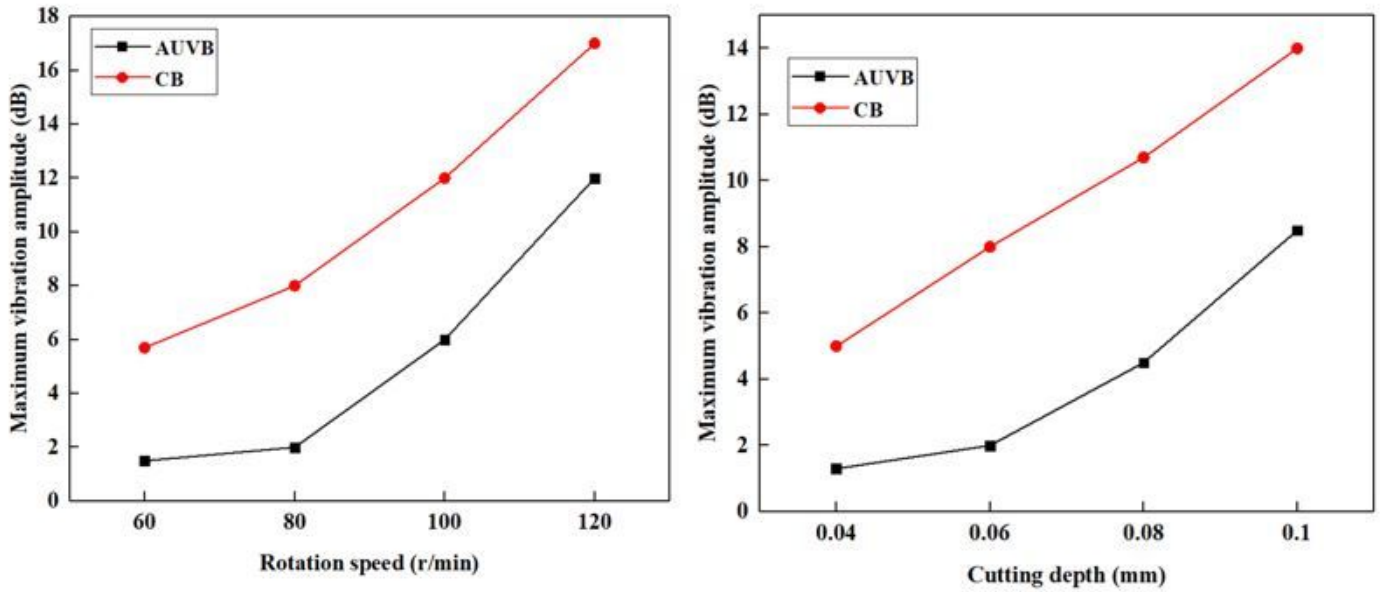 Maximum vibration amplitude (dB)
18
16
14
12
10
8
6
4
2
0
AUVB
CB
60 80 100 120
Rotation speed (r/min)
Maximum vibration amplitude (dB)
14
12
10
8
6
4
2
0
AUVB
CB
0.04 0.06 0.08 0.1
Cutting depth (mm)